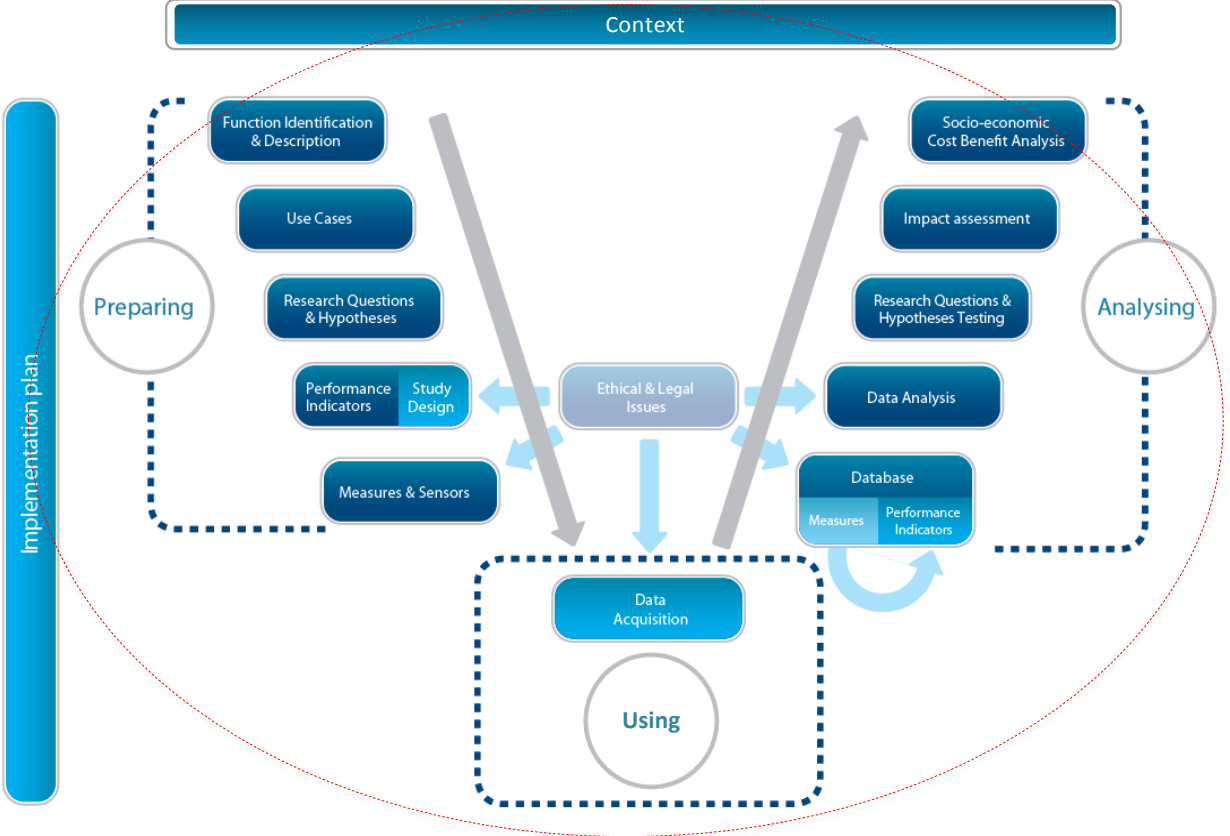 Context
Implementation plan
Preparing
Function Identification
& Description
Use Cases
Research Questions
& Hypotheses
Performance
Indicators
Study
Design
Measures & Sensors
Ethical & Legal
Issues
Data
Acquisition
Using
Socio-economic
Cost Benefit Analysis
Impact assessment
Research Questions &
Hypotheses Testing
Data Analysis
Database
Measures
Performance
Indicators
Analysing